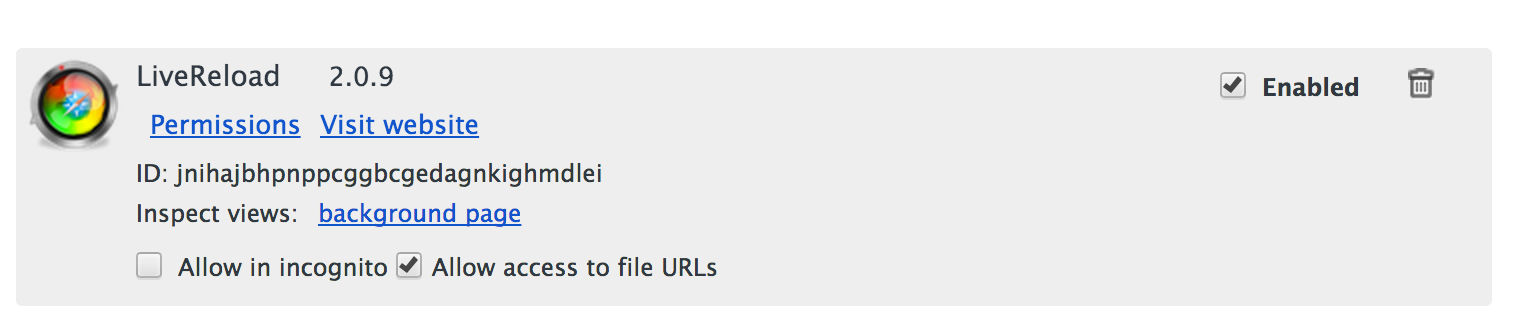 LiveReload 2.0.9 Enabled
Permissions Visit website
ID: jnihajbhpnppcggbcgedagnkighmdlei
Inspect views: background page
Allow in incognito Allow access to file URLs